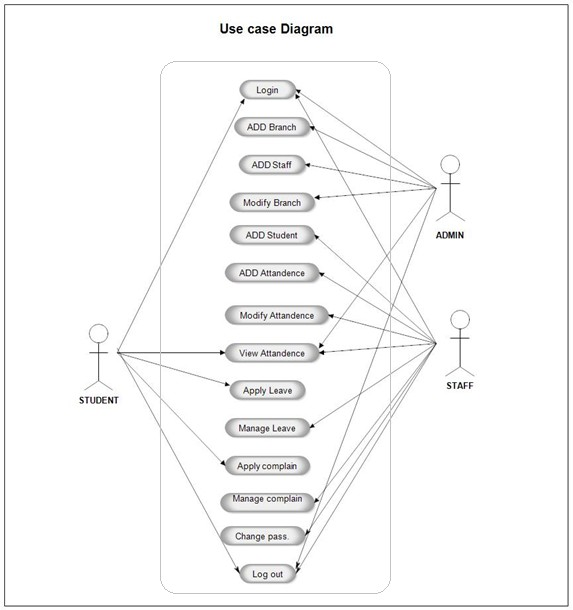 Use case Diagram
Login
ADD Branch
ADD Staff
Modify Branch
ADD Student
ADD Attandence
Modify Attandence
View Attandence
Apply Leave
Manage Leave
Apply complain
Manage complain
Change pass.
Log out
ADMIN
STAFF
STUDENT